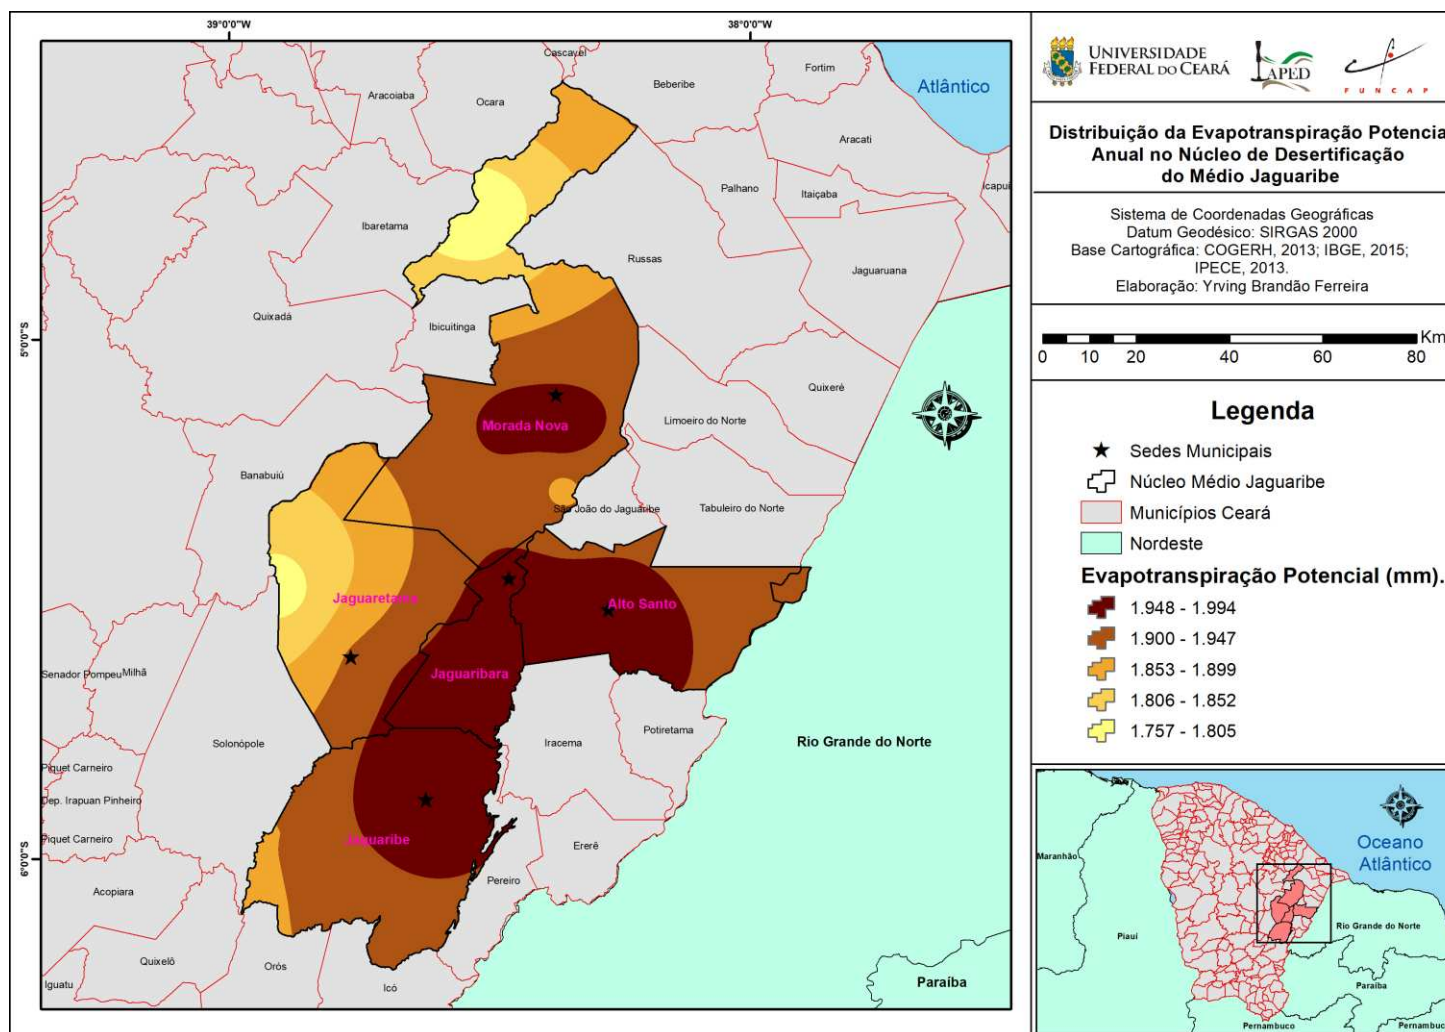 39°0'0"W
38°0'0"W
5°0'0"S
6°0'0"S
Cascavel
Beberibe
Fortim
Atlântico
Aracoiaba
Ocara
Aracati
Icapuí
Palhano
Itaiçaba
Ibaretama
Russas
Jaguaruana
Quixadá
Ibicuitinga
Quixeré
Morada Nova
Limoeiro do Norte
Banabuiú
São João do Jaguaribe
Tabuleiro do Norte
Jaguaretama
Alto Santo
Senador Pompeu
Milhã
Jaguaribara
Solonópole
Iracema
Potiretama
Rio Grande do Norte
Piquet Carneiro
Dep. Irapuan Pinheiro
Piquet Carneiro
Jaguaribe
Ererê
Acopiara
Pereiro
Quixelô
Orós
Iguatu
Icó
Paraíba
UNIVERSIDADE
FEDERAL DO CEARÁ
LAPED
FUNCAP
Distribuição da Evapotranspiração Potencia
Anual no Núcleo de Desertificação
do Médio Jaguaribe
Sistema de Coordenadas Geográficas
Datum Geodésico: SIRGAS 2000
Base Cartográfica: COGERH, 2013; IBGE, 2015;
IPECE, 2013.
Elaboração: Yrving Brandão Ferreira
Km
0 10 20 40 60 80
Legenda
Sedes Municipais
Núcleo Médio Jaguaribe
Municípios Ceará
Nordeste
Evapotranspiração Potencial (mm).
1.948 - 1.994
1.900 - 1.947
1.853 - 1.899
1.806 - 1.852
1.757 - 1.805
Oceano
Atlântico
Maranhão
Piauí
Rio Grande do Norte
Paraíba
Pernambuco
Pernambuc